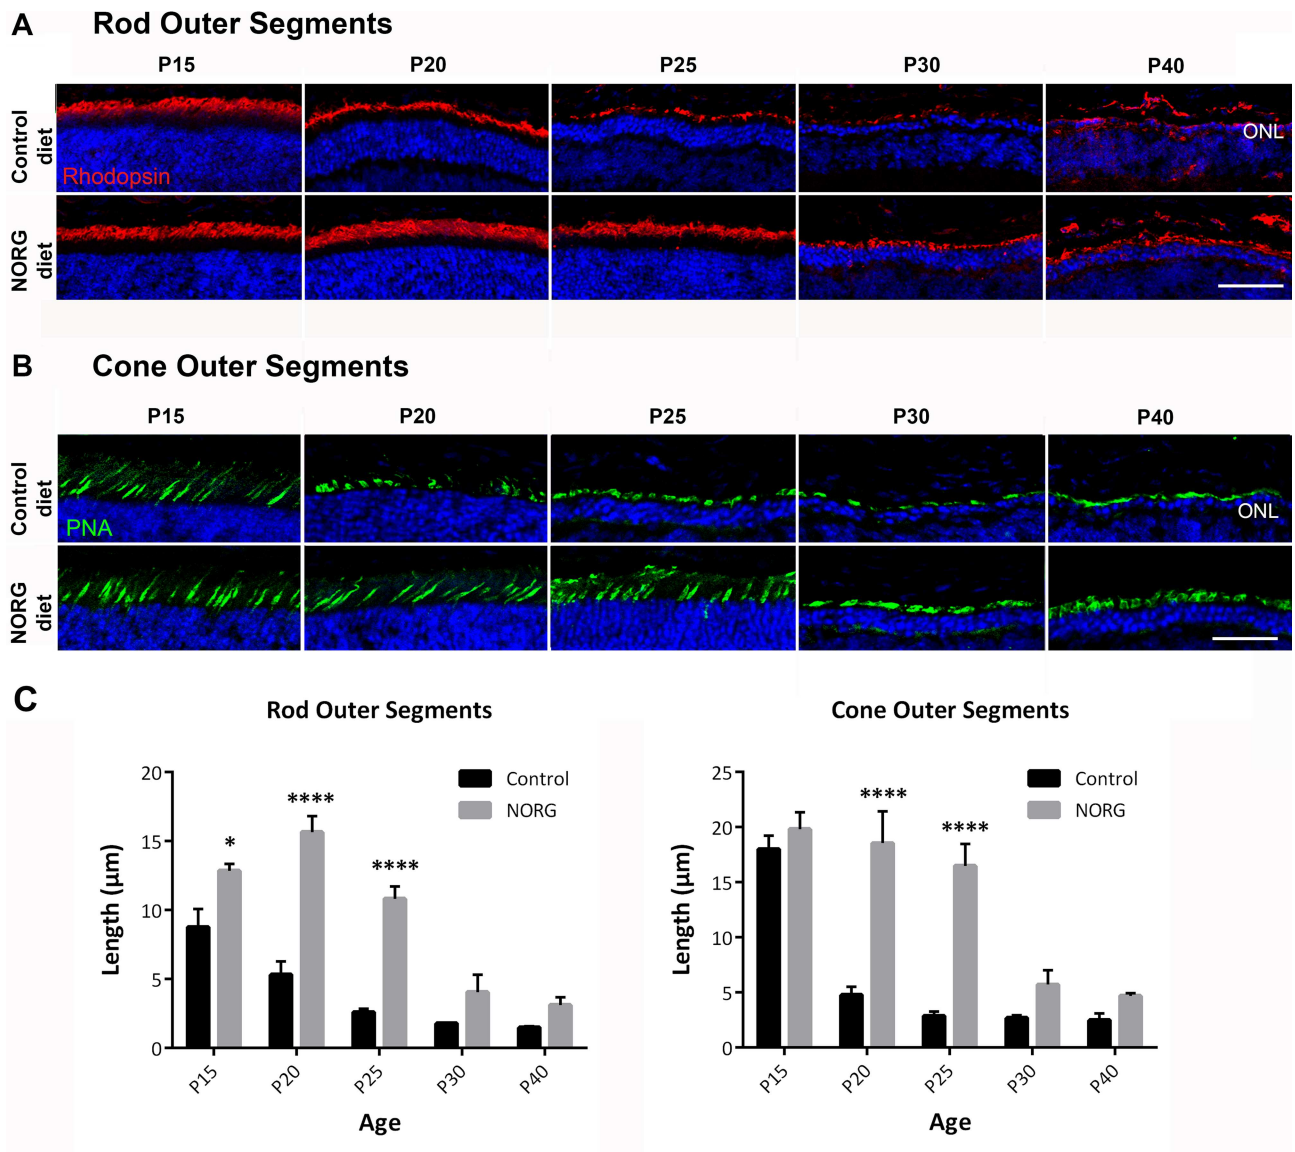 A Rod Outer Segments
P15 P20 P25 P30 P40
Control diet
Rhodopsin
ONL
NORG diet
B Cone Outer Segments
P15 P20 P25 P30 P40
Control diet
PNA
ONL
NORG diet
C
Rod Outer Segments
Length (μm)
20
15
10
5
0
Control
NORG
*
****
****
P15 P20 P25 P30 P40
Age
Cone Outer Segments
Length (μm)
25
20
15
10
5
0
Control
NORG
****
****
P15 P20 P25 P30 P40
Age